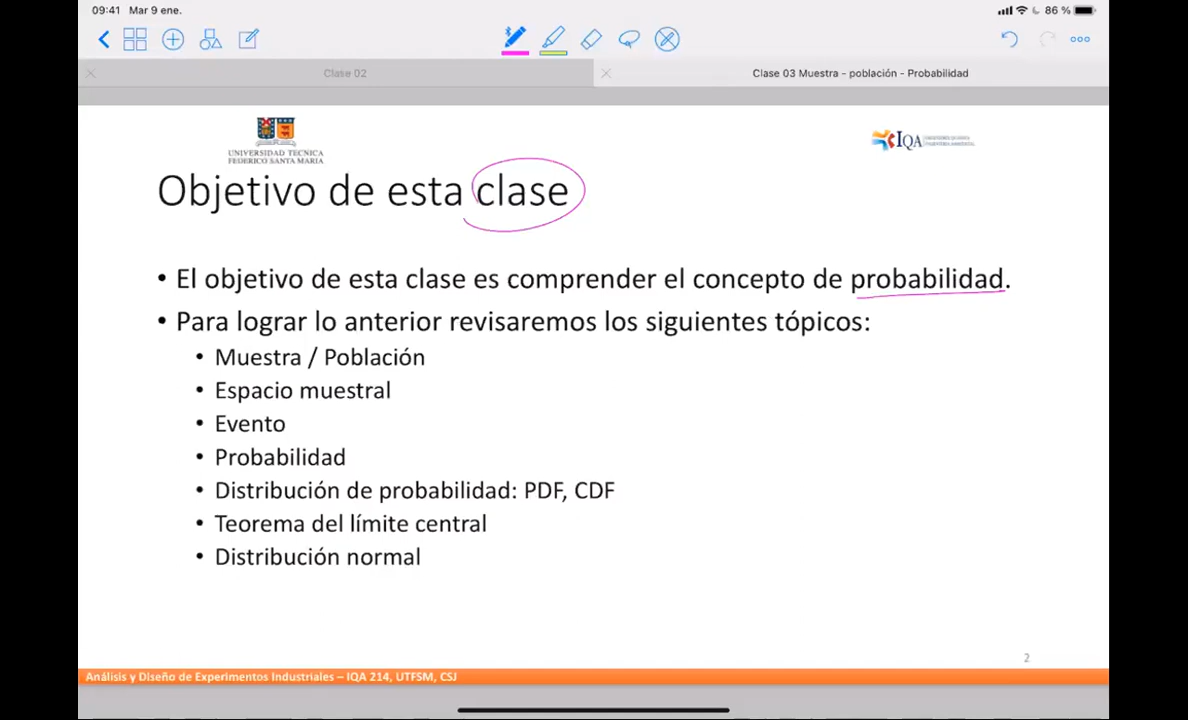 09:41 Mar 9 ene.
86 %
Clase 02
Clase 03 Muestra - población - Probabilidad
UNIVERSIDAD TECNICA
FEDERICO SANTA MARIA
IQA
Objetivo de esta clase
• El objetivo de esta clase es comprender el concepto de probabilidad.
• Para lograr lo anterior revisaremos los siguientes tópicos:
• Muestra / Población
• Espacio muestral
• Evento
• Probabilidad
• Distribución de probabilidad: PDF, CDF
• Teorema del límite central
• Distribución normal
2
Análisis y Diseño de Experimentos Industriales – IQA 214, UTFSM, CSJ